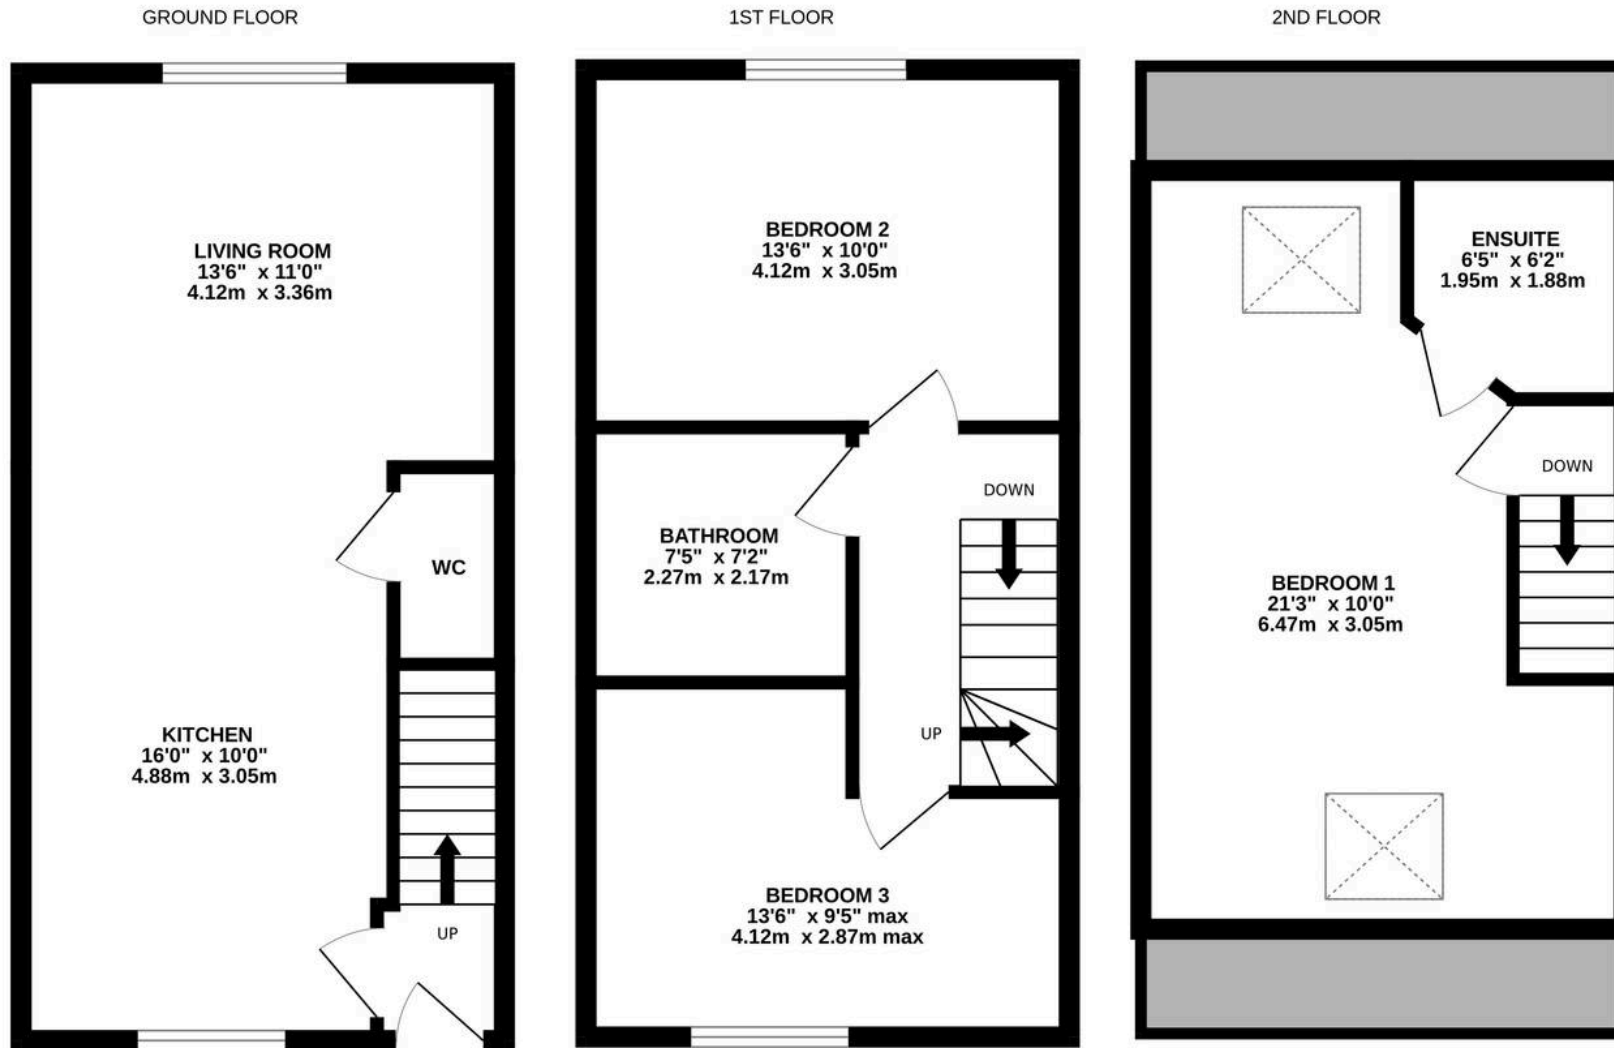 GROUND FLOOR
LIVING ROOM
13'6" x 11'0"
4.12m x 3.36m
WC
KITCHEN
16'0" x 10'0"
4.88m x 3.05m
UP
1ST FLOOR
BEDROOM 2
13'6" x 10'0"
4.12m x 3.05m
DOWN
BATHROOM
7'5" x 7'2"
2.27m x 2.17m
UP
BEDROOM 3
13'6" x 9'5" max
4.12m x 2.87m max
2ND FLOOR
ENSUITE
6'5" x 6'2"
1.95m x 1.88m
DOWN
BEDROOM 1
21'3" x 10'0"
6.47m x 3.05m